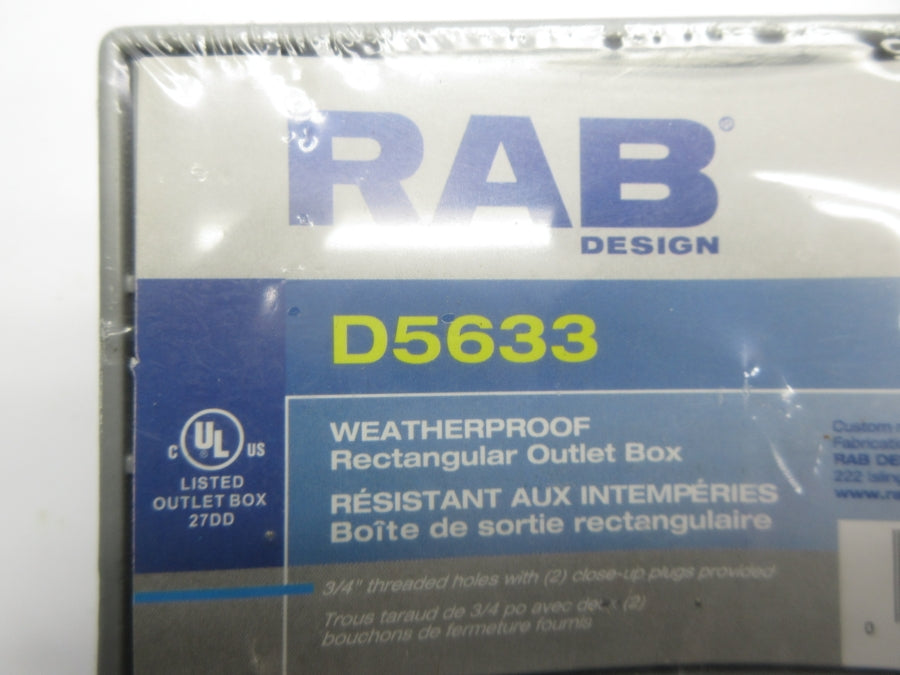 RAB®
DESIGN
D5633
WEATHERPROOF
Rectangular Outlet Box
RÉSISTANT AUX INTEMPÉRIES
Boîte de sortie rectangulaire
3/4" threaded holes with (2) close-up plugs provided
Trous taraud de 3/4 po avec deux (2)
bouchons de fermeture fournis
C UL® US
LISTED
OUTLET BOX
27DD
Custom
RAB
222
0